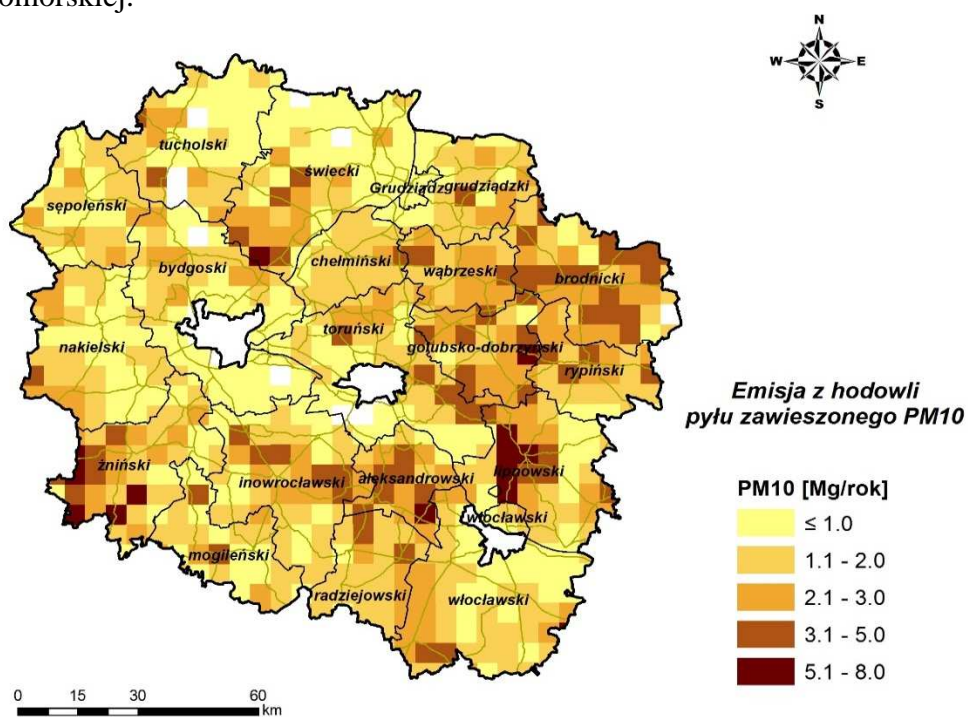 omorskiej.
N
W E
S
tucholski
świecki
Grudziądz grudziądzki
sępoleński
bydgoski
chełmiński
wąbrzeski
brodnicki
nakielski
toruński
golubsko-dobrzyński
rypiński
Emisja z hodowli
pyłu zawieszonego PM10
żniński
inowrocławski
aleksandrowski
lipnowski
włocławski
mogileński
radziejowski
włocławski
PM10 [Mg/rok]
≤ 1.0
1.1 - 2.0
2.1 - 3.0
3.1 - 5.0
5.1 - 8.0
0 15 30 60
km